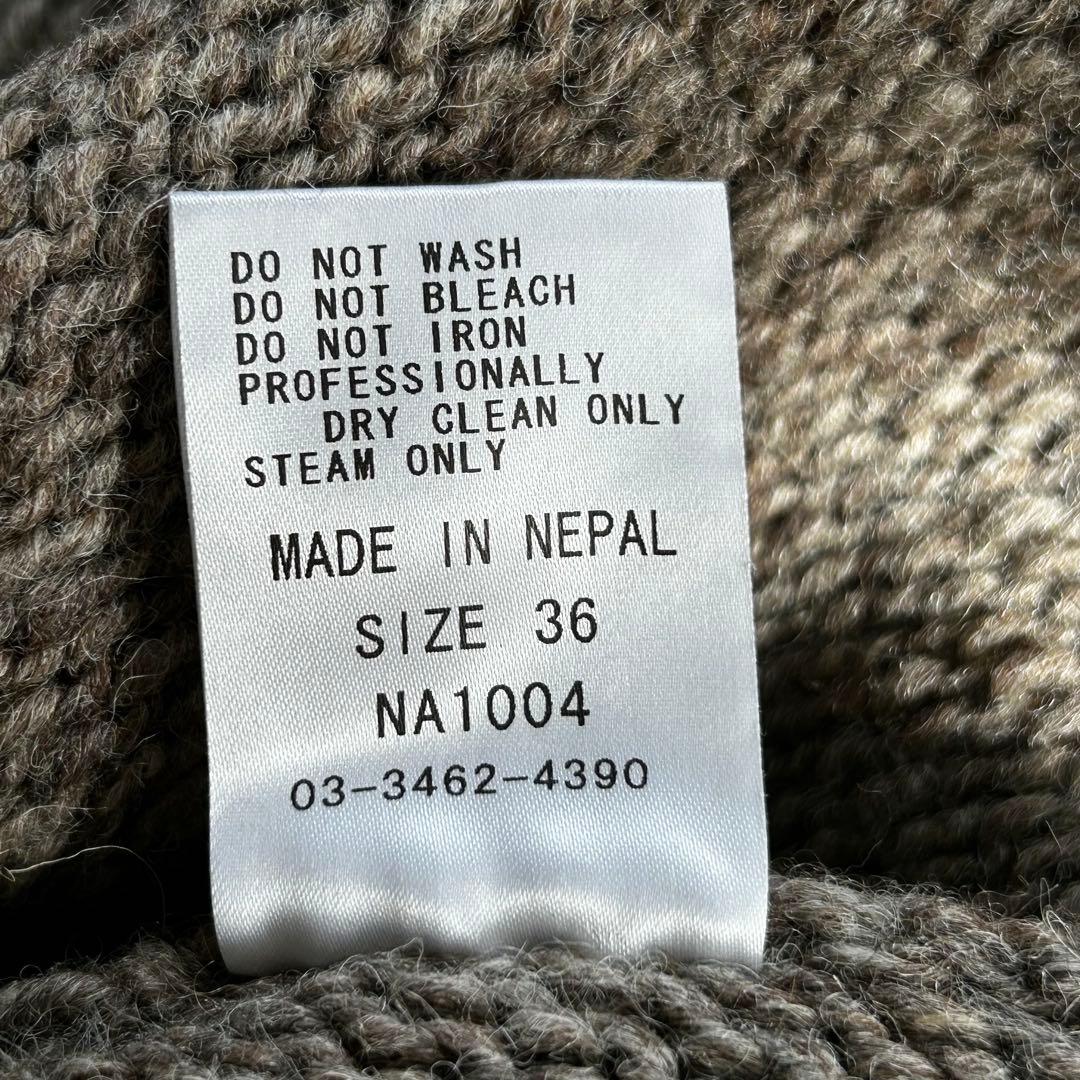 DO NOT WASH
DO NOT BLEACH
DO NOT IRON
PROFESSIONALLY
DRY CLEAN ONLY
STEAM ONLY
MADE IN NEPAL
SIZE 36
NA1004
03-3462-4390